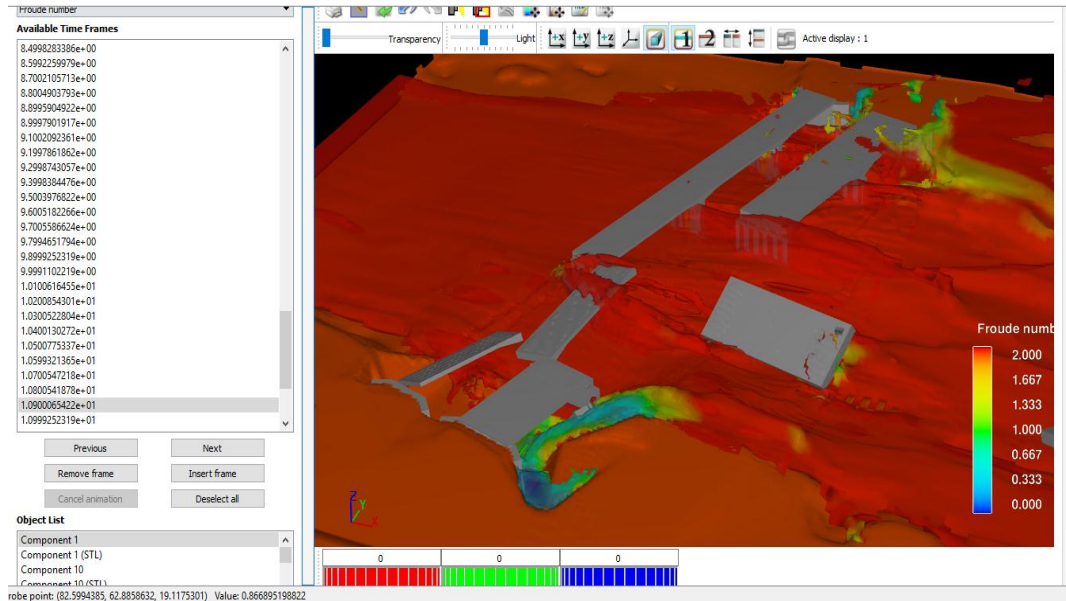 Froude number
Available Time Frames
8.4998283386e+00
8.5992259979e+00
8.7002105713e+00
8.8004903793e+00
8.8995904922e+00
8.9997901917e+00
9.1002092361e+00
9.1997861862e+00
9.2998743057e+00
9.3998384476e+00
9.5003976822e+00
9.6005182266e+00
9.7005586624e+00
9.7994651794e+00
9.8999252319e+00
9.9991102219e+00
1.0100616455e+01
1.0200854301e+01
1.0300522804e+01
1.0400130272e+01
1.0500775337e+01
1.0599321365e+01
1.0700547218e+01
1.0800541878e+01
1.0900065422e+01
1.0999252319e+01
Previous Next
Remove frame Insert frame
Cancel animation Deselect all
Object List
Component 1
Component 1 (STL)
Component 10
Component 10 (STL)
Transparency Light +x +y +z 1 2 Active display : 1
Froude numb
2.000
1.667
1.333
1.000
0.667
0.333
0.000
Z
Y
X
0 0 0
robe point: (82.5994385, 62.8858632, 19.1175301) Value: 0.866895198822